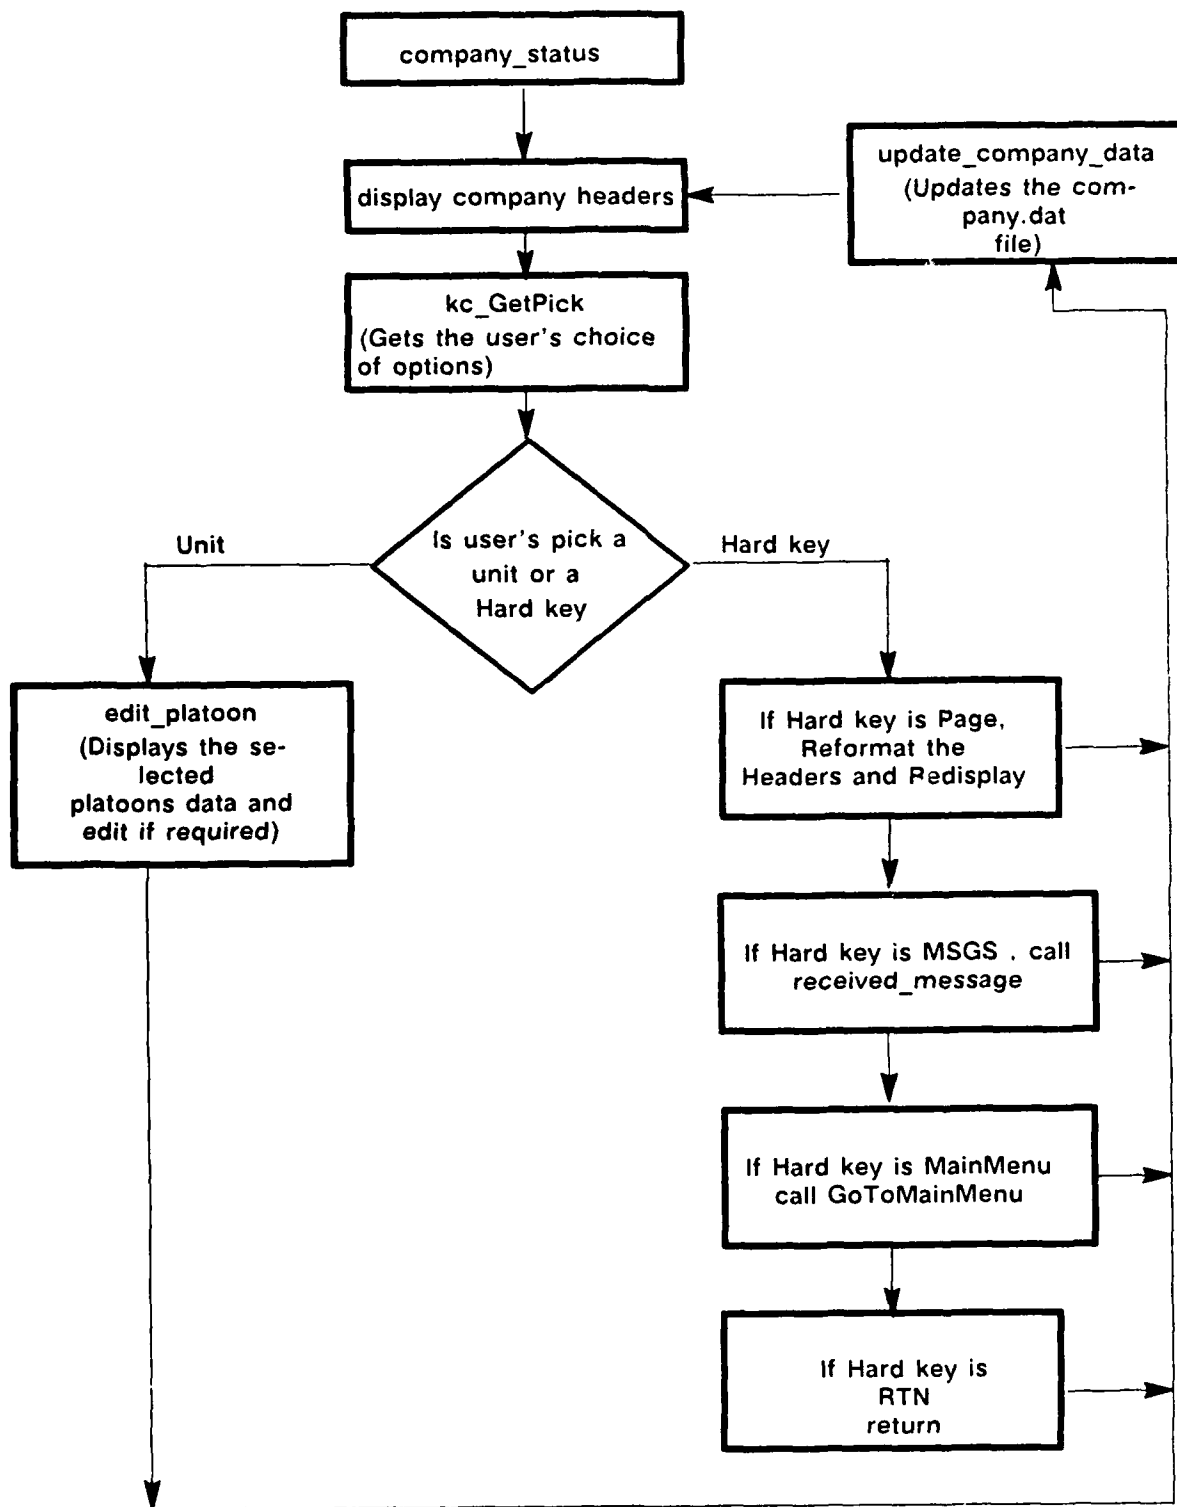 company_status
update_company_data
(Updates the com-
pany.dat
file)
display company headers
kc_GetPick
(Gets the user's choice
of options)
Unit
Is user's pick a
unit or a
Hard key
Hard key
edit_platoon
(Displays the se-
lected
platoons data and
edit if required)
If Hard key is Page,
Reformat the
Headers and Redisplay
If Hard key is MSGS , call
received_message
If Hard key is MainMenu
call GoToMainMenu
If Hard key is
RTN
return